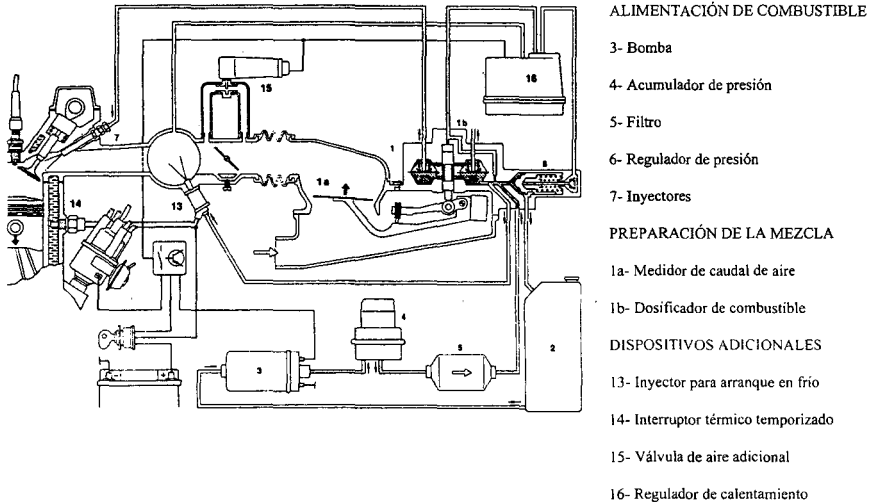 ALIMENTACIÓN DE COMBUSTIBLE
3- Bomba
4- Acumulador de presión
5- Filtro
6- Regulador de presión
7- Inyectores
PREPARACIÓN DE LA MEZCLA
1a- Medidor de caudal de aire
1b- Dosificador de combustible
DISPOSITIVOS ADICIONALES
13- Inyector para arranque en frío
14- Interruptor térmico temporizado
15- Válvula de aire adicional
16- Regulador de calentamiento
15
16
7
1
1b
1a
14
13
4
5
3
2